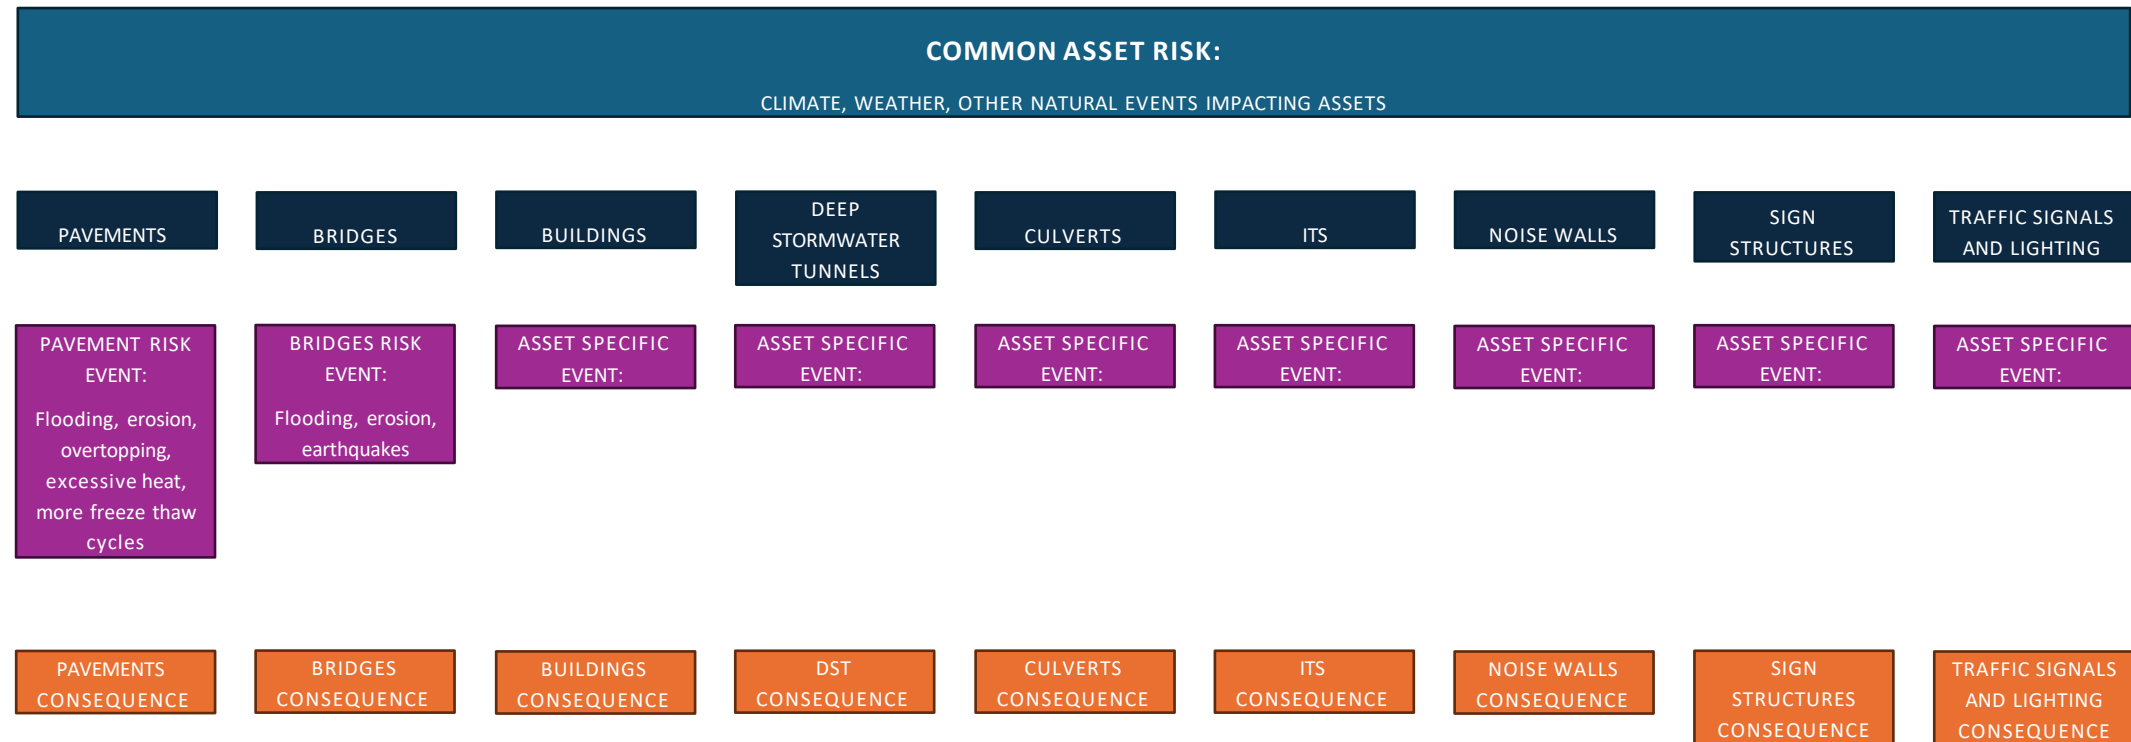 COMMON ASSET RISK:
CLIMATE, WEATHER, OTHER NATURAL EVENTS IMPACTING ASSETS
PAVEMENTS
BRIDGES
BUILDINGS
DEEP
STORMWATER
TUNNELS
CULVERTS
ITS
NOISE WALLS
SIGN
STRUCTURES
TRAFFIC SIGNALS
AND LIGHTING
PAVEMENT RISK
EVENT:
Flooding, erosion,
overtopping,
excessive heat,
more freeze thaw
cycles
BRIDGES RISK
EVENT:
Flooding, erosion,
earthquakes
ASSET SPECIFIC
EVENT:
ASSET SPECIFIC
EVENT:
ASSET SPECIFIC
EVENT:
ASSET SPECIFIC
EVENT:
ASSET SPECIFIC
EVENT:
ASSET SPECIFIC
EVENT:
ASSET SPECIFIC
EVENT:
PAVEMENTS
CONSEQUENCE
BRIDGES
CONSEQUENCE
BUILDINGS
CONSEQUENCE
DST
CONSEQUENCE
CULVERTS
CONSEQUENCE
ITS
CONSEQUENCE
NOISE WALLS
CONSEQUENCE
SIGN
STRUCTURES
CONSEQUENCE
TRAFFIC SIGNALS
AND LIGHTING
CONSEQUENCE